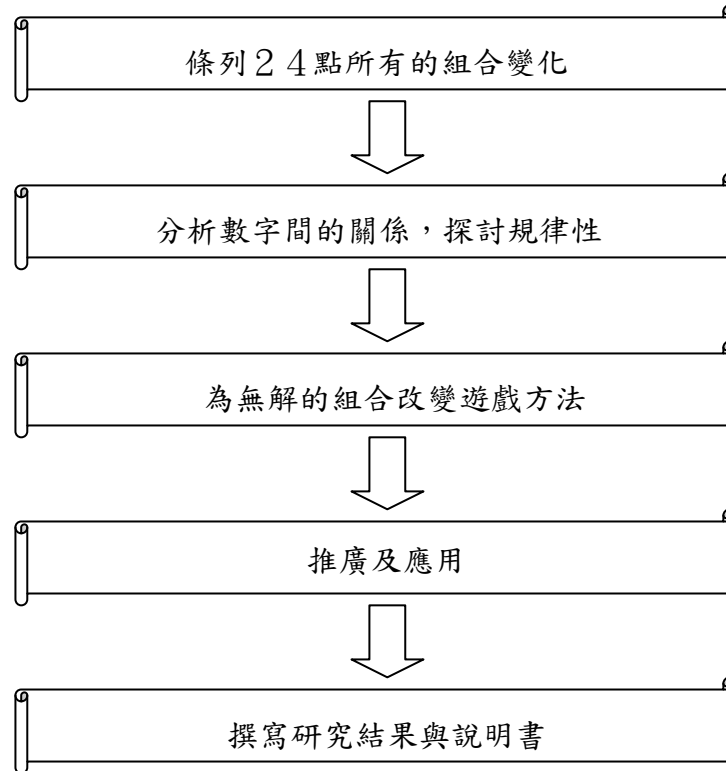 條列２４點所有的組合變化
分析數字間的關係，探討規律性
為無解的組合改變遊戲方法
推廣及應用
撰寫研究結果與說明書